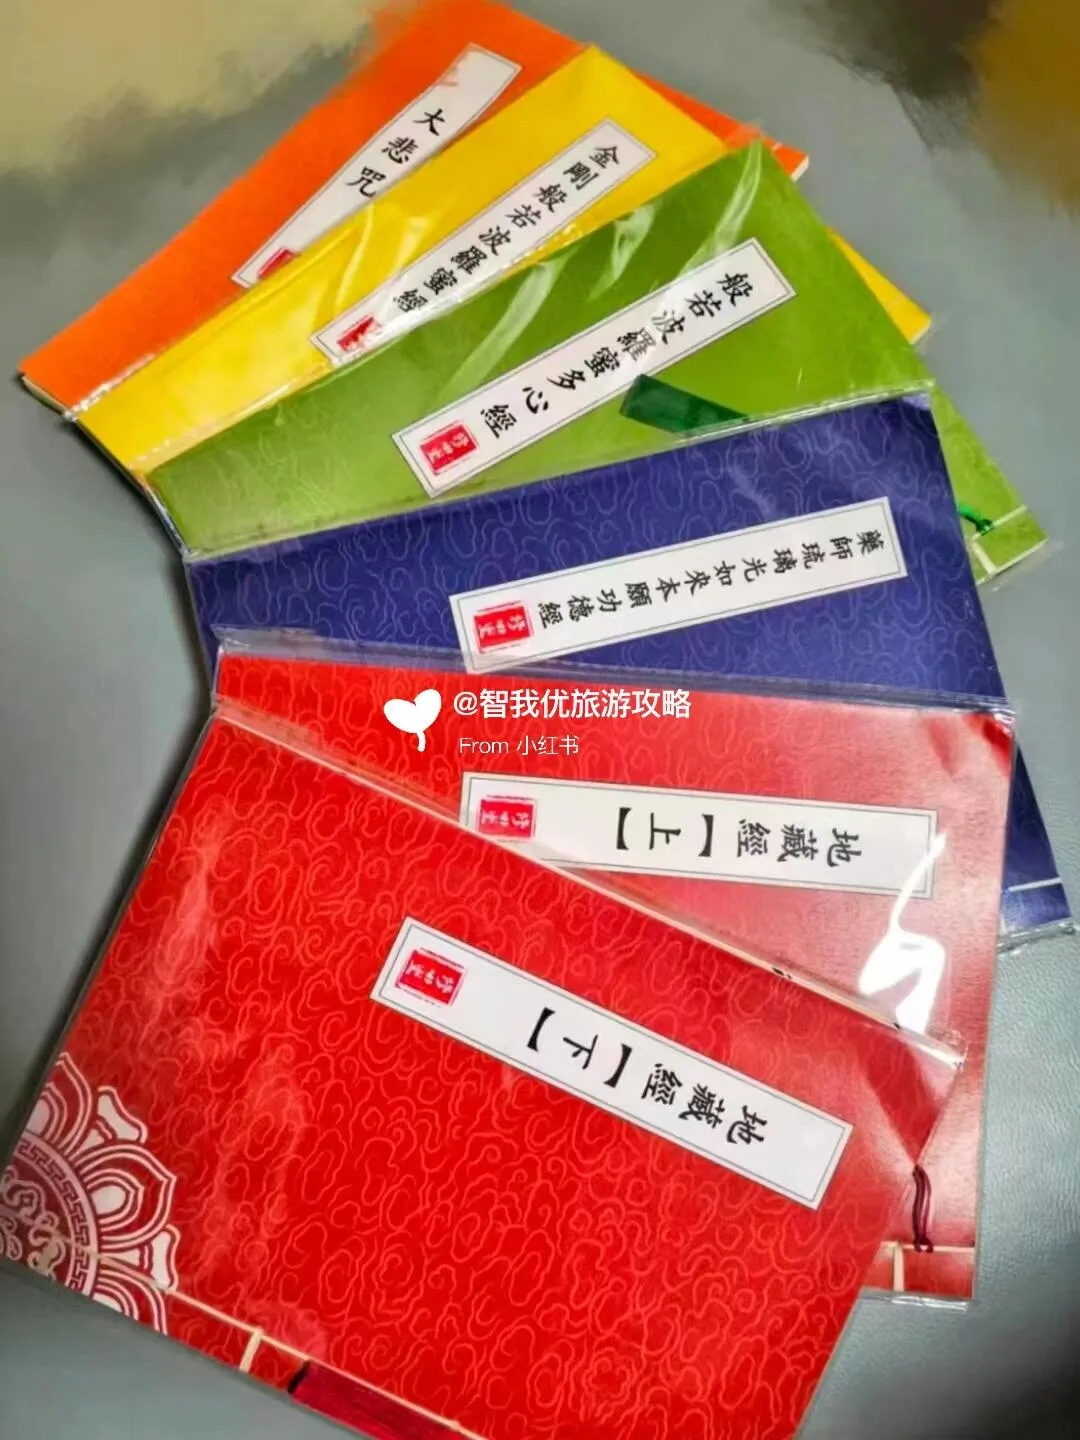 大悲咒
金剛般若波羅蜜經
般若波羅蜜多心經
藥師琉璃光如來本願功德經
@智我优旅游攻略
From 小红书
地藏經【上】
地藏經【下】